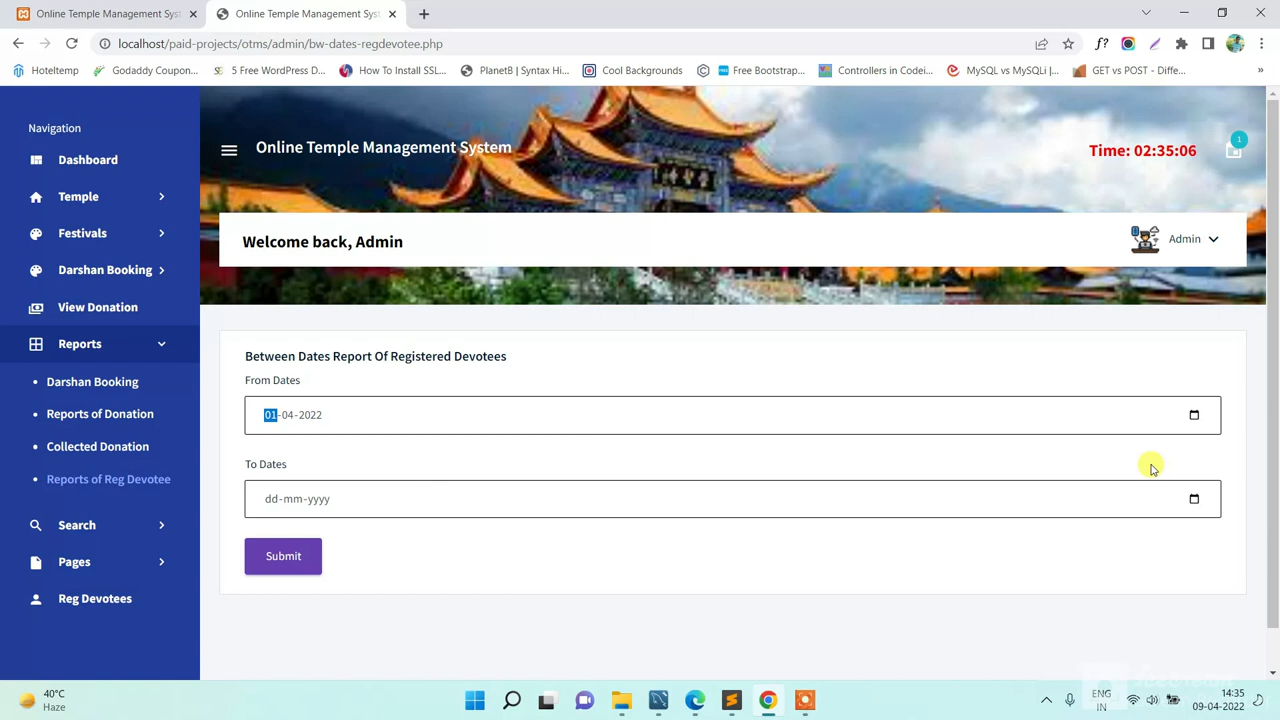 Online Temple Management Syst
Online Temple Management Syst
localhost/paid-projects/otms/admin/bw-dates-regdevotee.php
f?
Hoteltemp
Godaddy Coupon...
5 Free WordPress D...
How To Install SSL...
PlanetB | Syntax Hi...
Cool Backgrounds
Free Bootstrap...
Controllers in Codei...
MySQL vs MySQLi |...
GET vs POST - Diffe...
»
Navigation
Dashboard
Temple
Festivals
Darshan Booking
View Donation
Reports
Darshan Booking
Reports of Donation
Collected Donation
Reports of Reg Devotee
Search
Pages
Reg Devotees
Online Temple Management System
Time: 02:35:06
1
Welcome back, Admin
Admin
Between Dates Report Of Registered Devotees
From Dates
01-04-2022
To Dates
dd-mm-yyyy
Submit
40°C
Haze
ENG
IN
14:35
09-04-2022